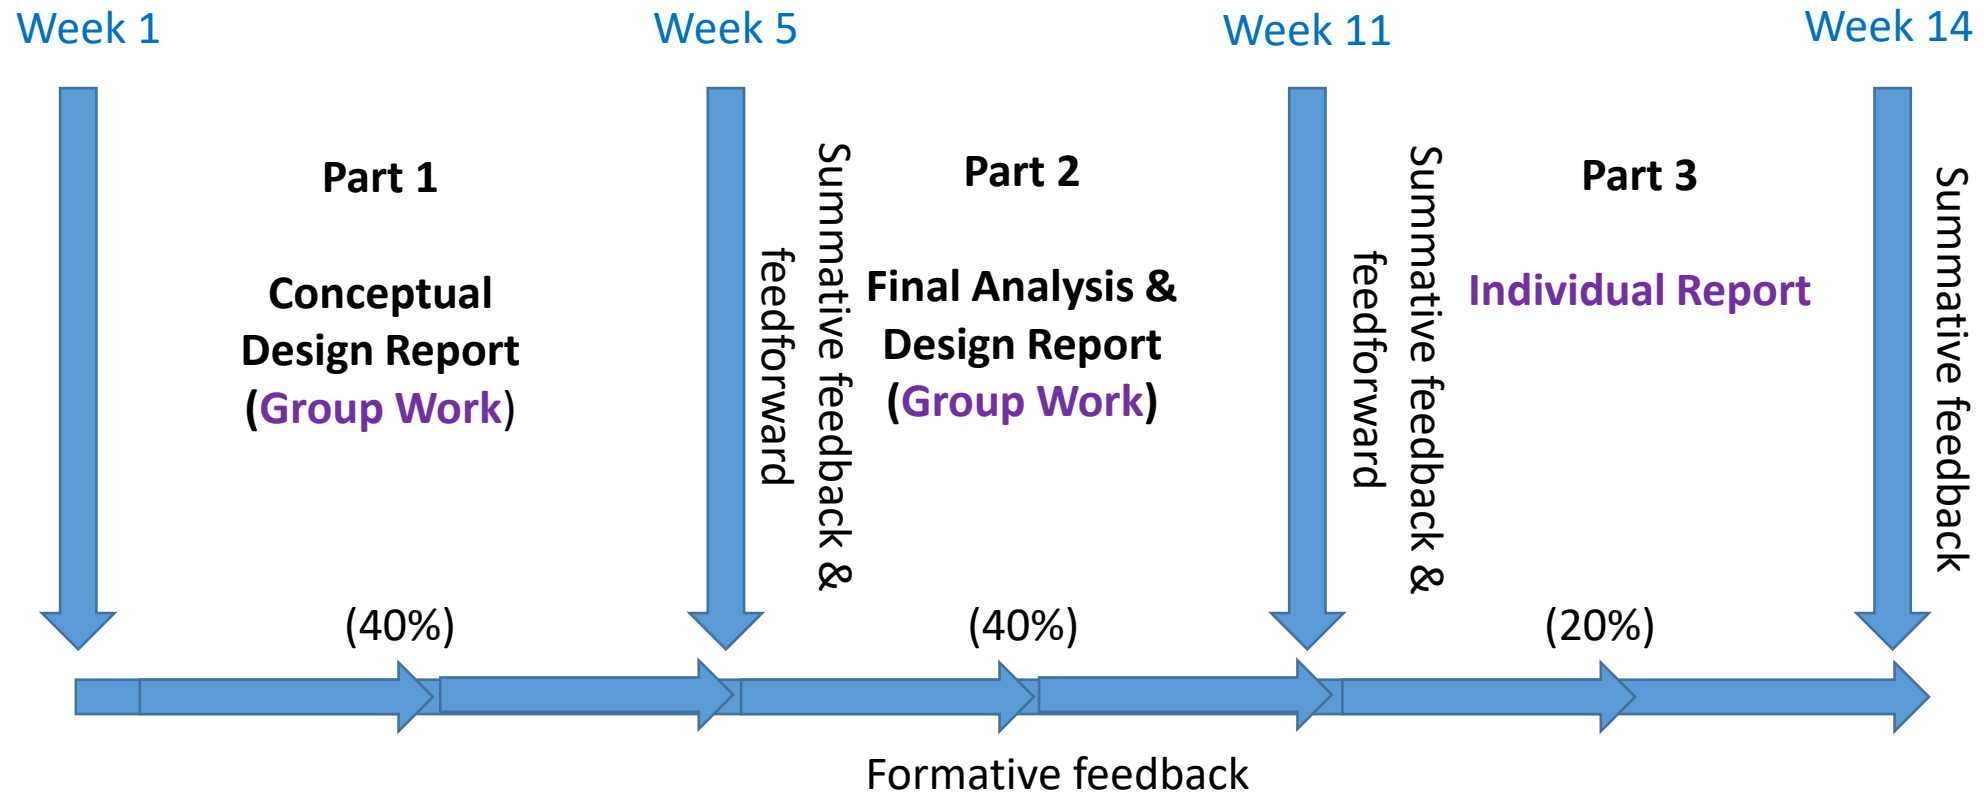 Week 1
Week 5
Week 11
Week 14
Part 1
Conceptual
Design Report
(Group Work)
(40%)
Summative feedback &
feedforward
Part 2
Final Analysis &
Design Report
(Group Work)
(40%)
Summative feedback &
feedforward
Part 3
Individual Report
(20%)
Summative feedback
Formative feedback